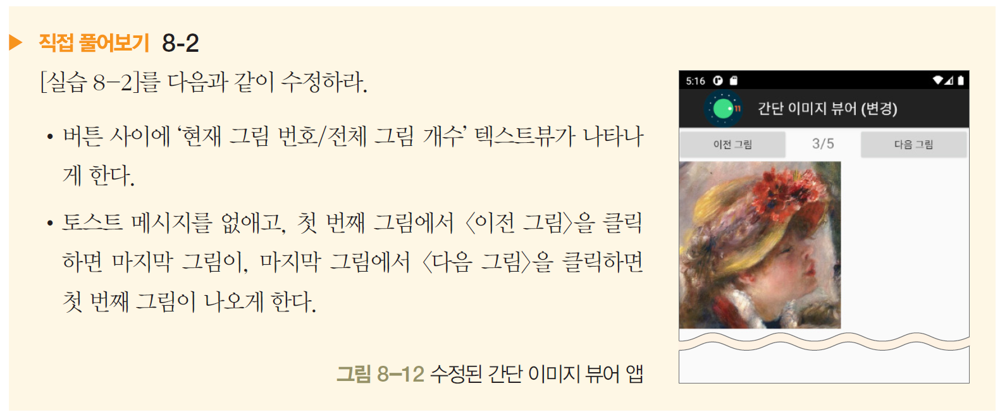 직접 풀어보기 8-2
[실습 8-2]를 다음과 같이 수정하라.
• 버튼 사이에 ‘현재 그림 번호/전체 그림 개수’ 텍스트뷰가 나타나
게 한다.
• 토스트 메시지를 없애고, 첫 번째 그림에서 〈이전 그림〉을 클릭
하면 마지막 그림이, 마지막 그림에서 〈다음 그림〉을 클릭하면
첫 번째 그림이 나오게 한다.
그림 8-12 수정된 간단 이미지 뷰어 앱
5:16
11
간단 이미지 뷰어 (변경)
이전 그림
3/5
다음 그림